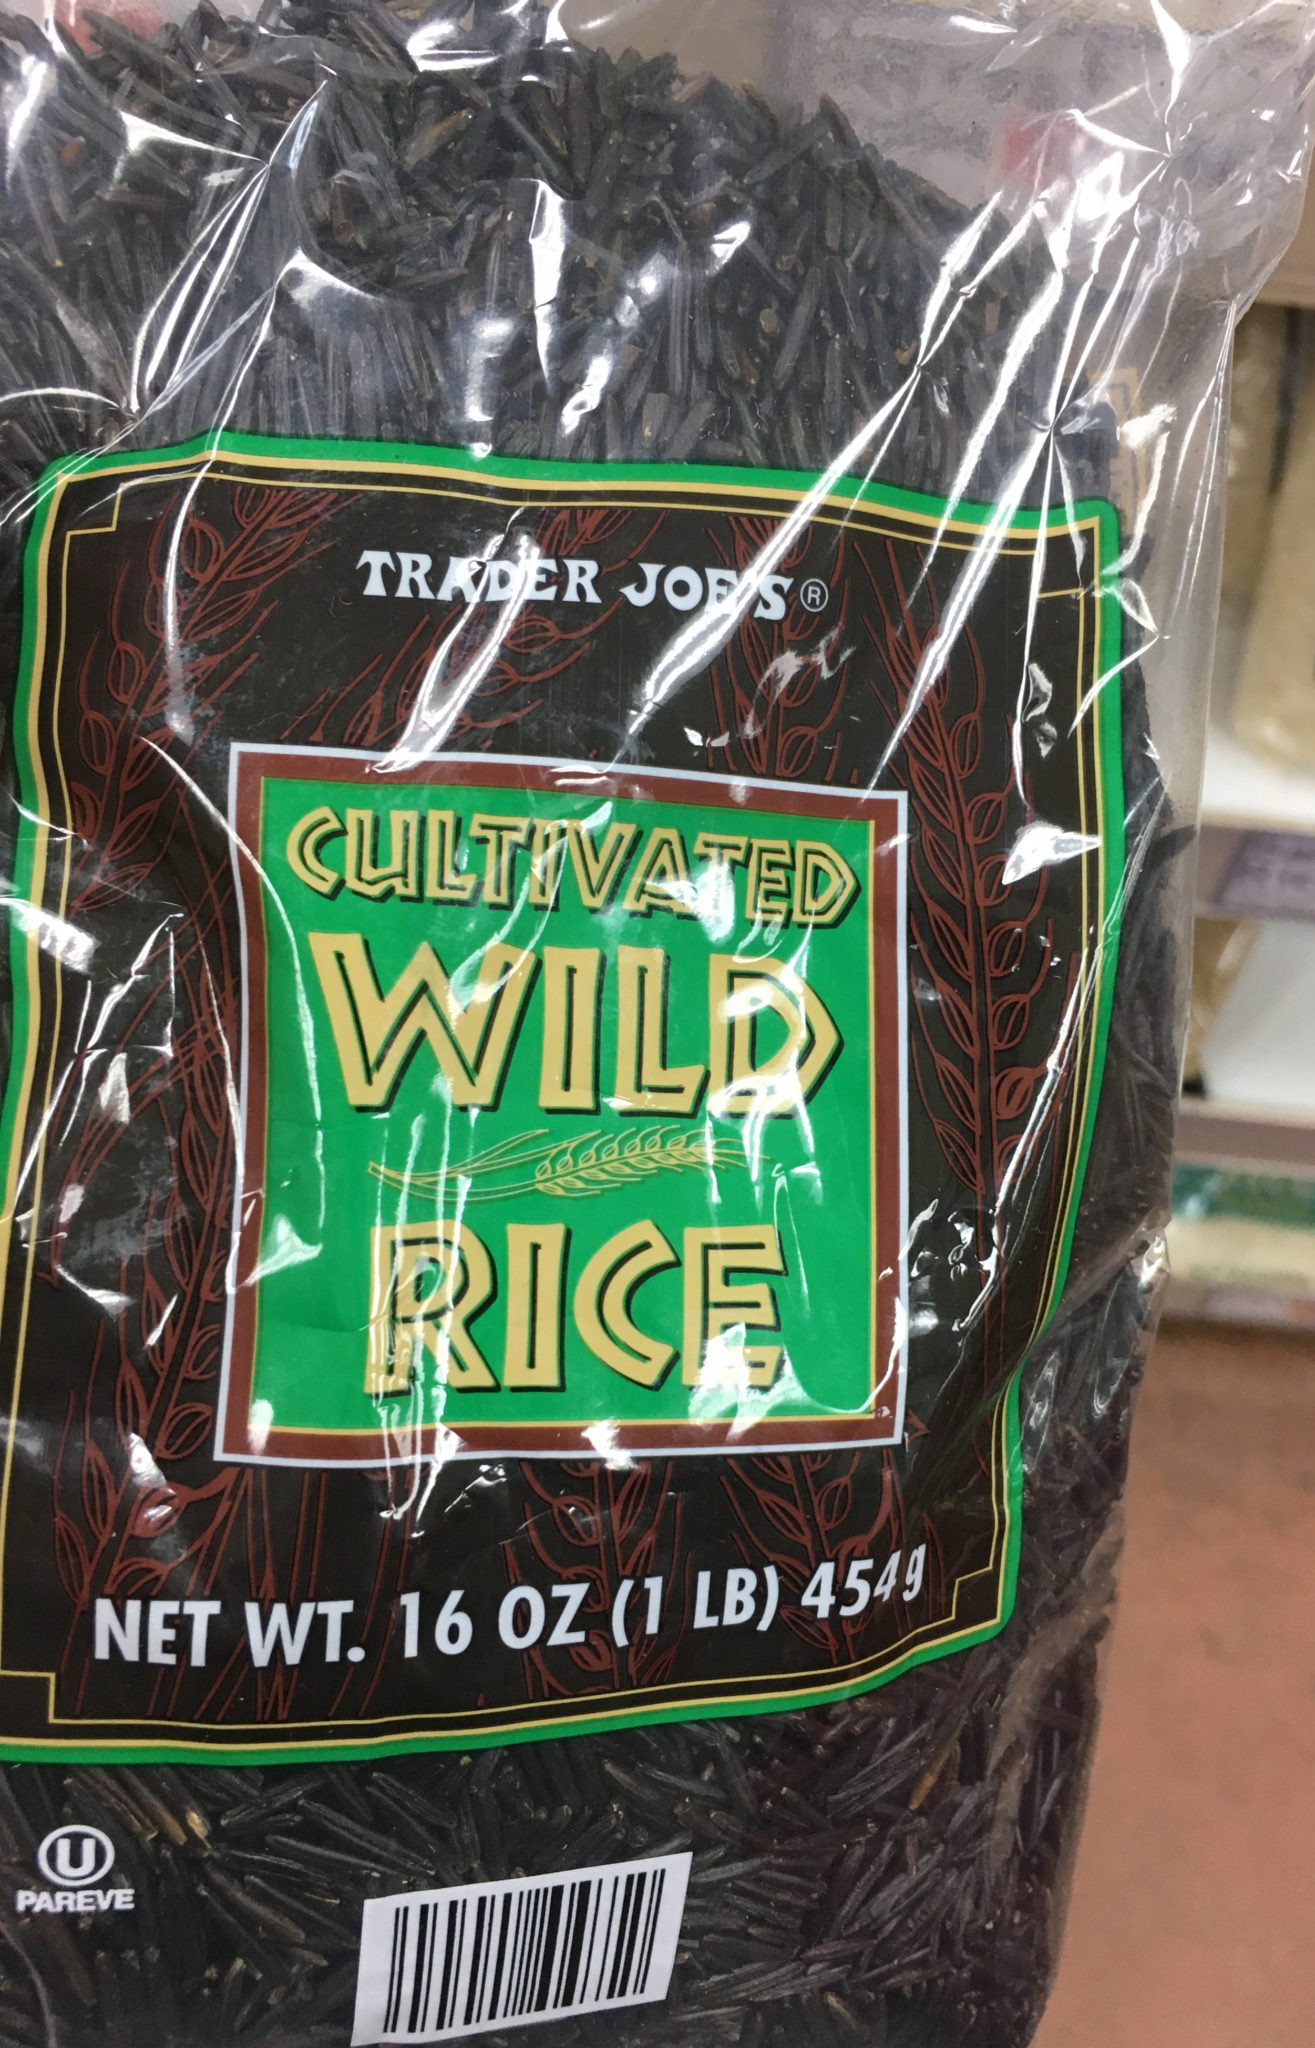 TRADER JOE'S®
CULTIVATED
WILD
RICE
NET WT. 16 OZ (1 LB) 454g
U
PAREVE